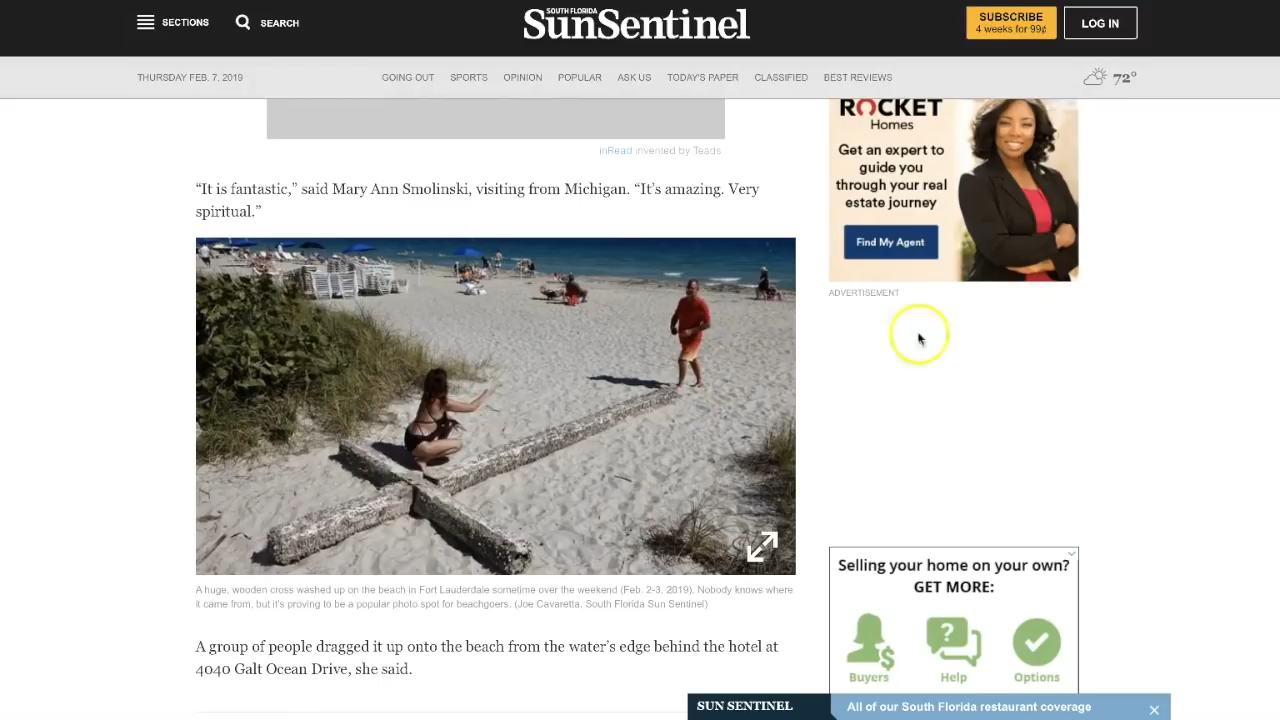 SECTIONS
SEARCH
SOUTH FLORIDA
SunSentinel
SUBSCRIBE
4 weeks for 99¢
LOG IN
THURSDAY FEB. 7, 2019
GOING OUT
SPORTS
OPINION
POPULAR
ASK US
TODAY'S PAPER
CLASSIFIED
BEST REVIEWS
72°
inRead invented by Teads
“It is fantastic,” said Mary Ann Smolinski, visiting from Michigan. “It’s amazing. Very
spiritual.”
A huge, wooden cross washed up on the beach in Fort Lauderdale sometime over the weekend (Feb. 2-3, 2019). Nobody knows where
it came from, but it's proving to be a popular photo spot for beachgoers. (Joe Cavaretta, South Florida Sun Sentinel)
A group of people dragged it up onto the beach from the water’s edge behind the hotel at
4040 Galt Ocean Drive, she said.
ROCKET
Homes
Get an expert to
guide you
through your real
estate journey
Find My Agent
ADVERTISEMENT
Selling your home on your own?
GET MORE:
Buyers
Help
Options
SUN SENTINEL
All of our South Florida restaurant coverage